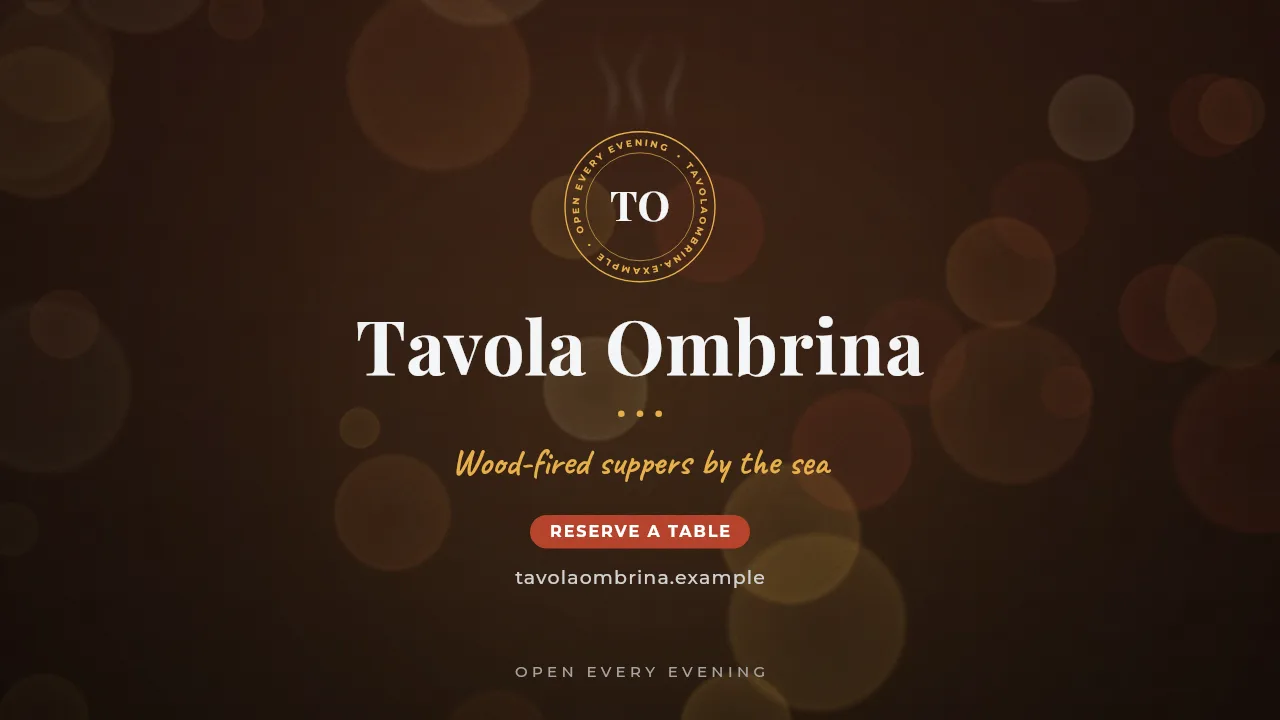 OPEN EVERY EVENING • TAVOLAOMBRINA.EXAMPLE •
TO
Tavola Ombrina
Wood-fired suppers by the sea
RESERVE A TABLE
tavolaombrina.example
OPEN EVERY EVENING